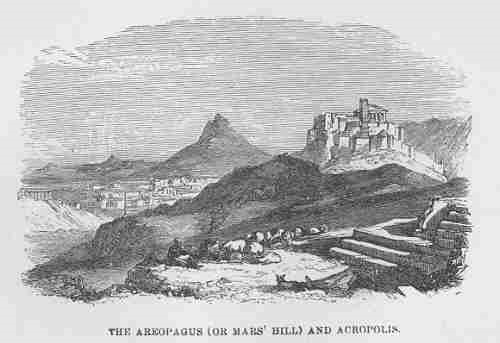 THE AREOPAGUS (OR MARS' HILL) AND ACROPOLIS.